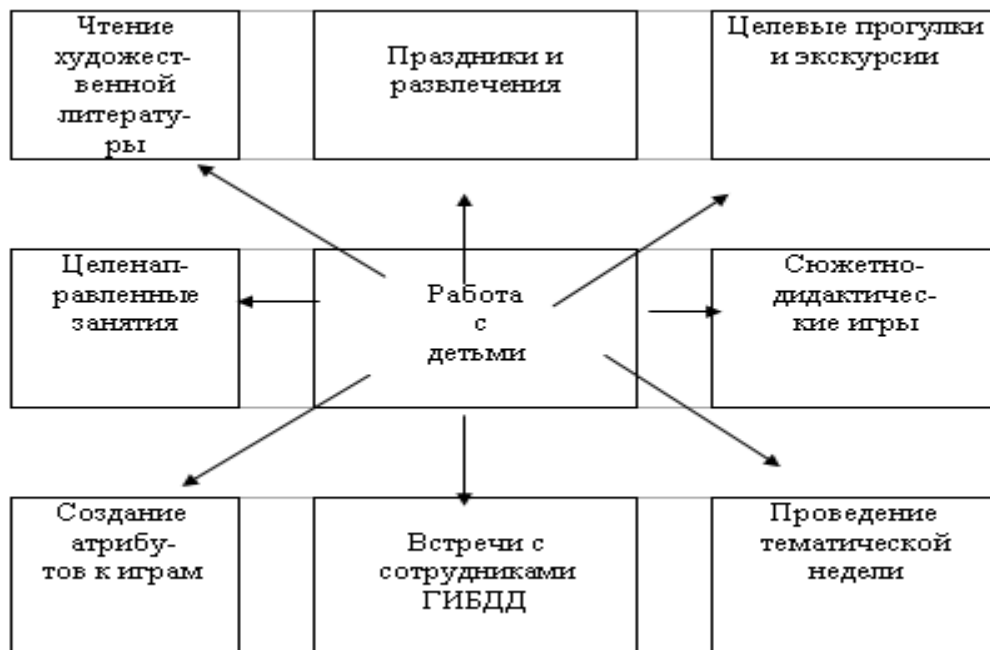 Чтение
художест-
венной
литерату-
ры
Праздники и
развлечения
Целевые прогулки
и экскурсии
Целенап-
равленные
занятия
Работа
с
детьми
Сюжетно-
дидактичес-
кие игры
Создание
атрибу-
тов к играм
Встречи с
сотрудниками
ГИБДД
Проведение
тематической
недели